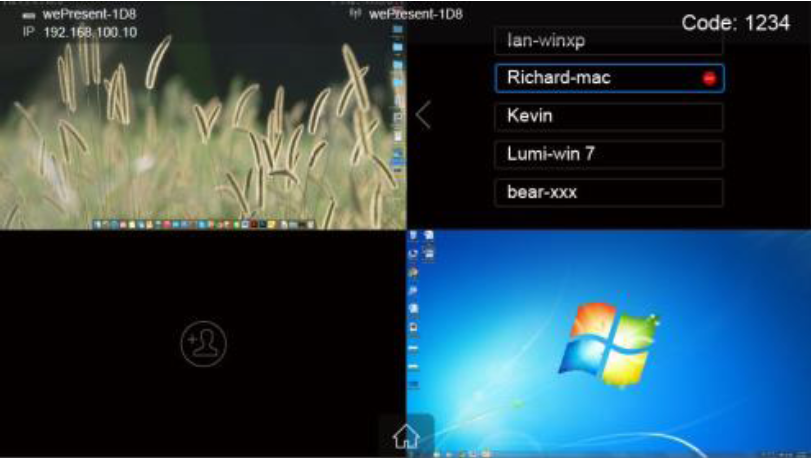 wePresent-1D8
IP 192.168.100.10
wePresent-1D8
Code: 1234
Ian-winxp
Richard-mac
Kevin
Lumi-win 7
bear-xxx